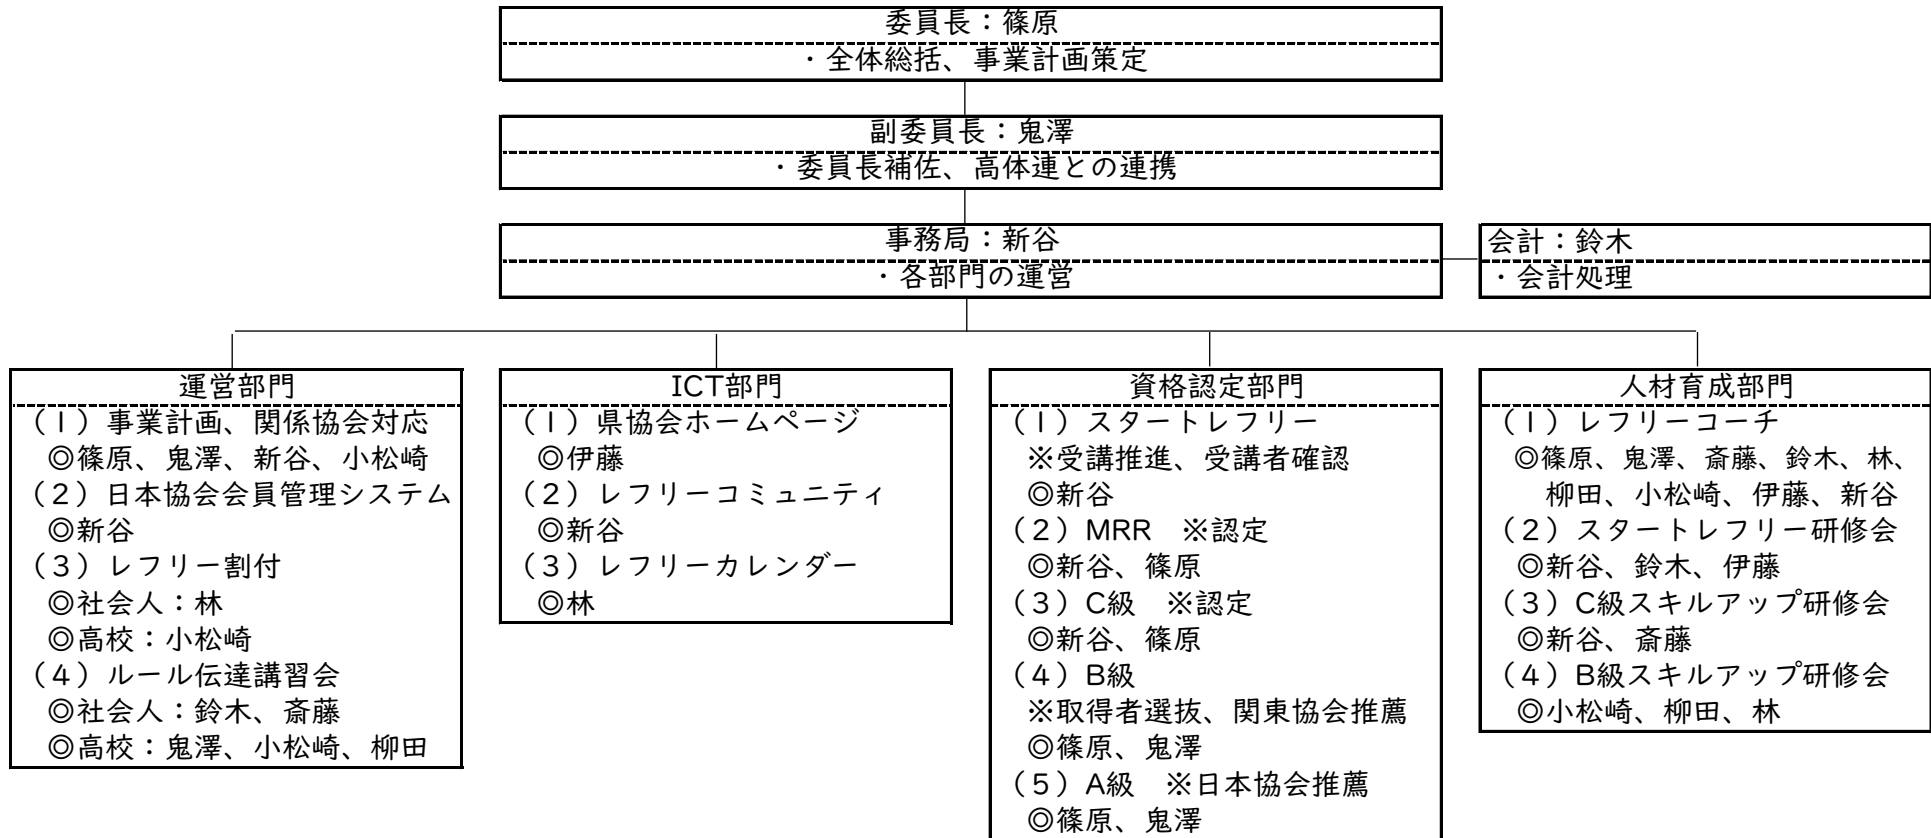 委員長：篠原
・全体総括、事業計画策定
副委員長：鬼澤
・委員長補佐、高体連との連携
事務局：新谷
・各部門の運営
会計：鈴木
・会計処理
運営部門
（１）事業計画、関係協会対応
◎篠原、鬼澤、新谷、小松崎
（２）日本協会会員管理システム
◎新谷
（３）レフリー割付
◎社会人：林
◎高校：小松崎
（４）ルール伝達講習会
◎社会人：鈴木、斎藤
◎高校：鬼澤、小松崎、柳田
ICT部門
（１）県協会ホームページ
◎伊藤
（２）レフリーコミュニティ
◎新谷
（３）レフリーカレンダー
◎林
資格認定部門
（１）スタートレフリー
※受講推進、受講者確認
◎新谷
（２）MRR　※認定
◎新谷、篠原
（３）C級　※認定
◎新谷、篠原
（４）B級
※取得者選抜、関東協会推薦
◎篠原、鬼澤
（５）A級　※日本協会推薦
◎篠原、鬼澤
人材育成部門
（１）レフリーコーチ
◎篠原、鬼澤、斎藤、鈴木、林、
柳田、小松崎、伊藤、新谷
（２）スタートレフリー研修会
◎新谷、鈴木、伊藤
（３）C級スキルアップ研修会
◎新谷、斎藤
（４）B級スキルアップ研修会
◎小松崎、柳田、林